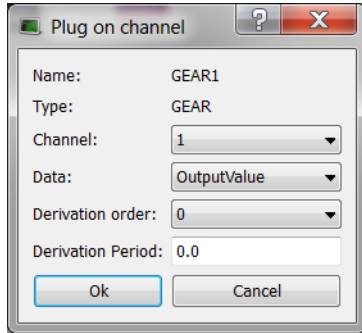 Plug on channel
Name: GEAR1
Type: GEAR
Channel: 1
Data: OutputValue
Derivation order: 0
Derivation Period: 0.0
Ok Cancel